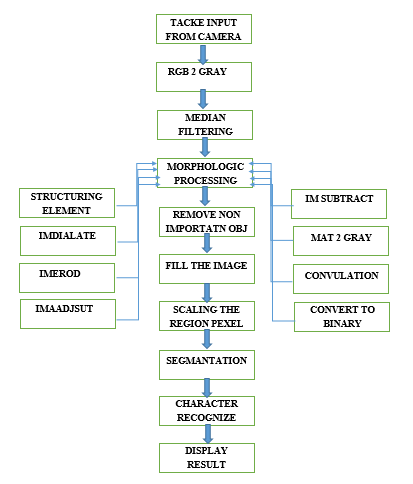 TACKE INPUT
FROM CAMERA
RGB 2 GRAY
MEDIAN
FILTERING
MORPHOLOGIC
PROCESSING
STRUCTURING
ELEMENT
IMDIALATE
IMEROD
IMAADJSUT
IM SUBTRACT
MAT 2 GRAY
CONVULATION
CONVERT TO
BINARY
REMOVE NON
IMPORTATN OBJ
FILL THE IMAGE
SCALING THE
REGION PEXEL
SEGMANTATION
CHARACTER
RECOGNIZE
DISPLAY
RESULT